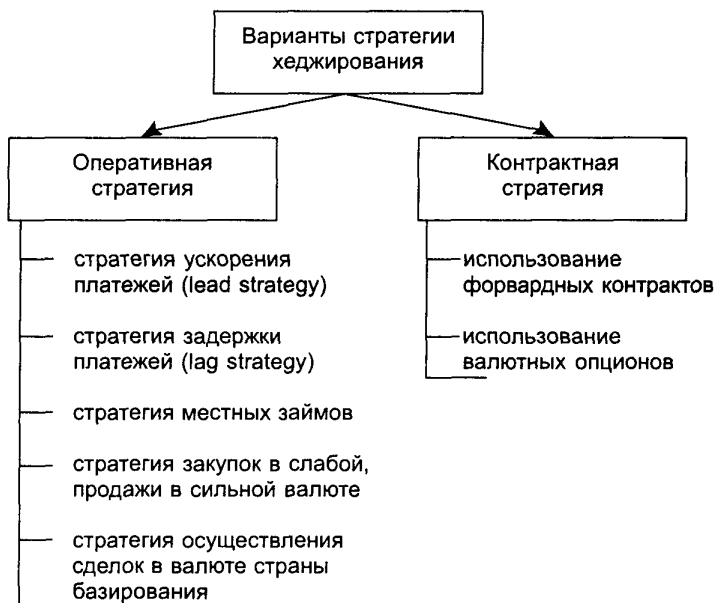 Варианты стратегии
хеджирования
Оперативная
стратегия
стратегия ускорения
платежей (lead strategy)
стратегия задержки
платежей (lag strategy)
стратегия местных займов
стратегия закупок в слабой,
продажи в сильной валюте
стратегия осуществления
сделок в валюте страны
базирования
Контрактная
стратегия
использование
форвардных контрактов
использование
валютных опционов